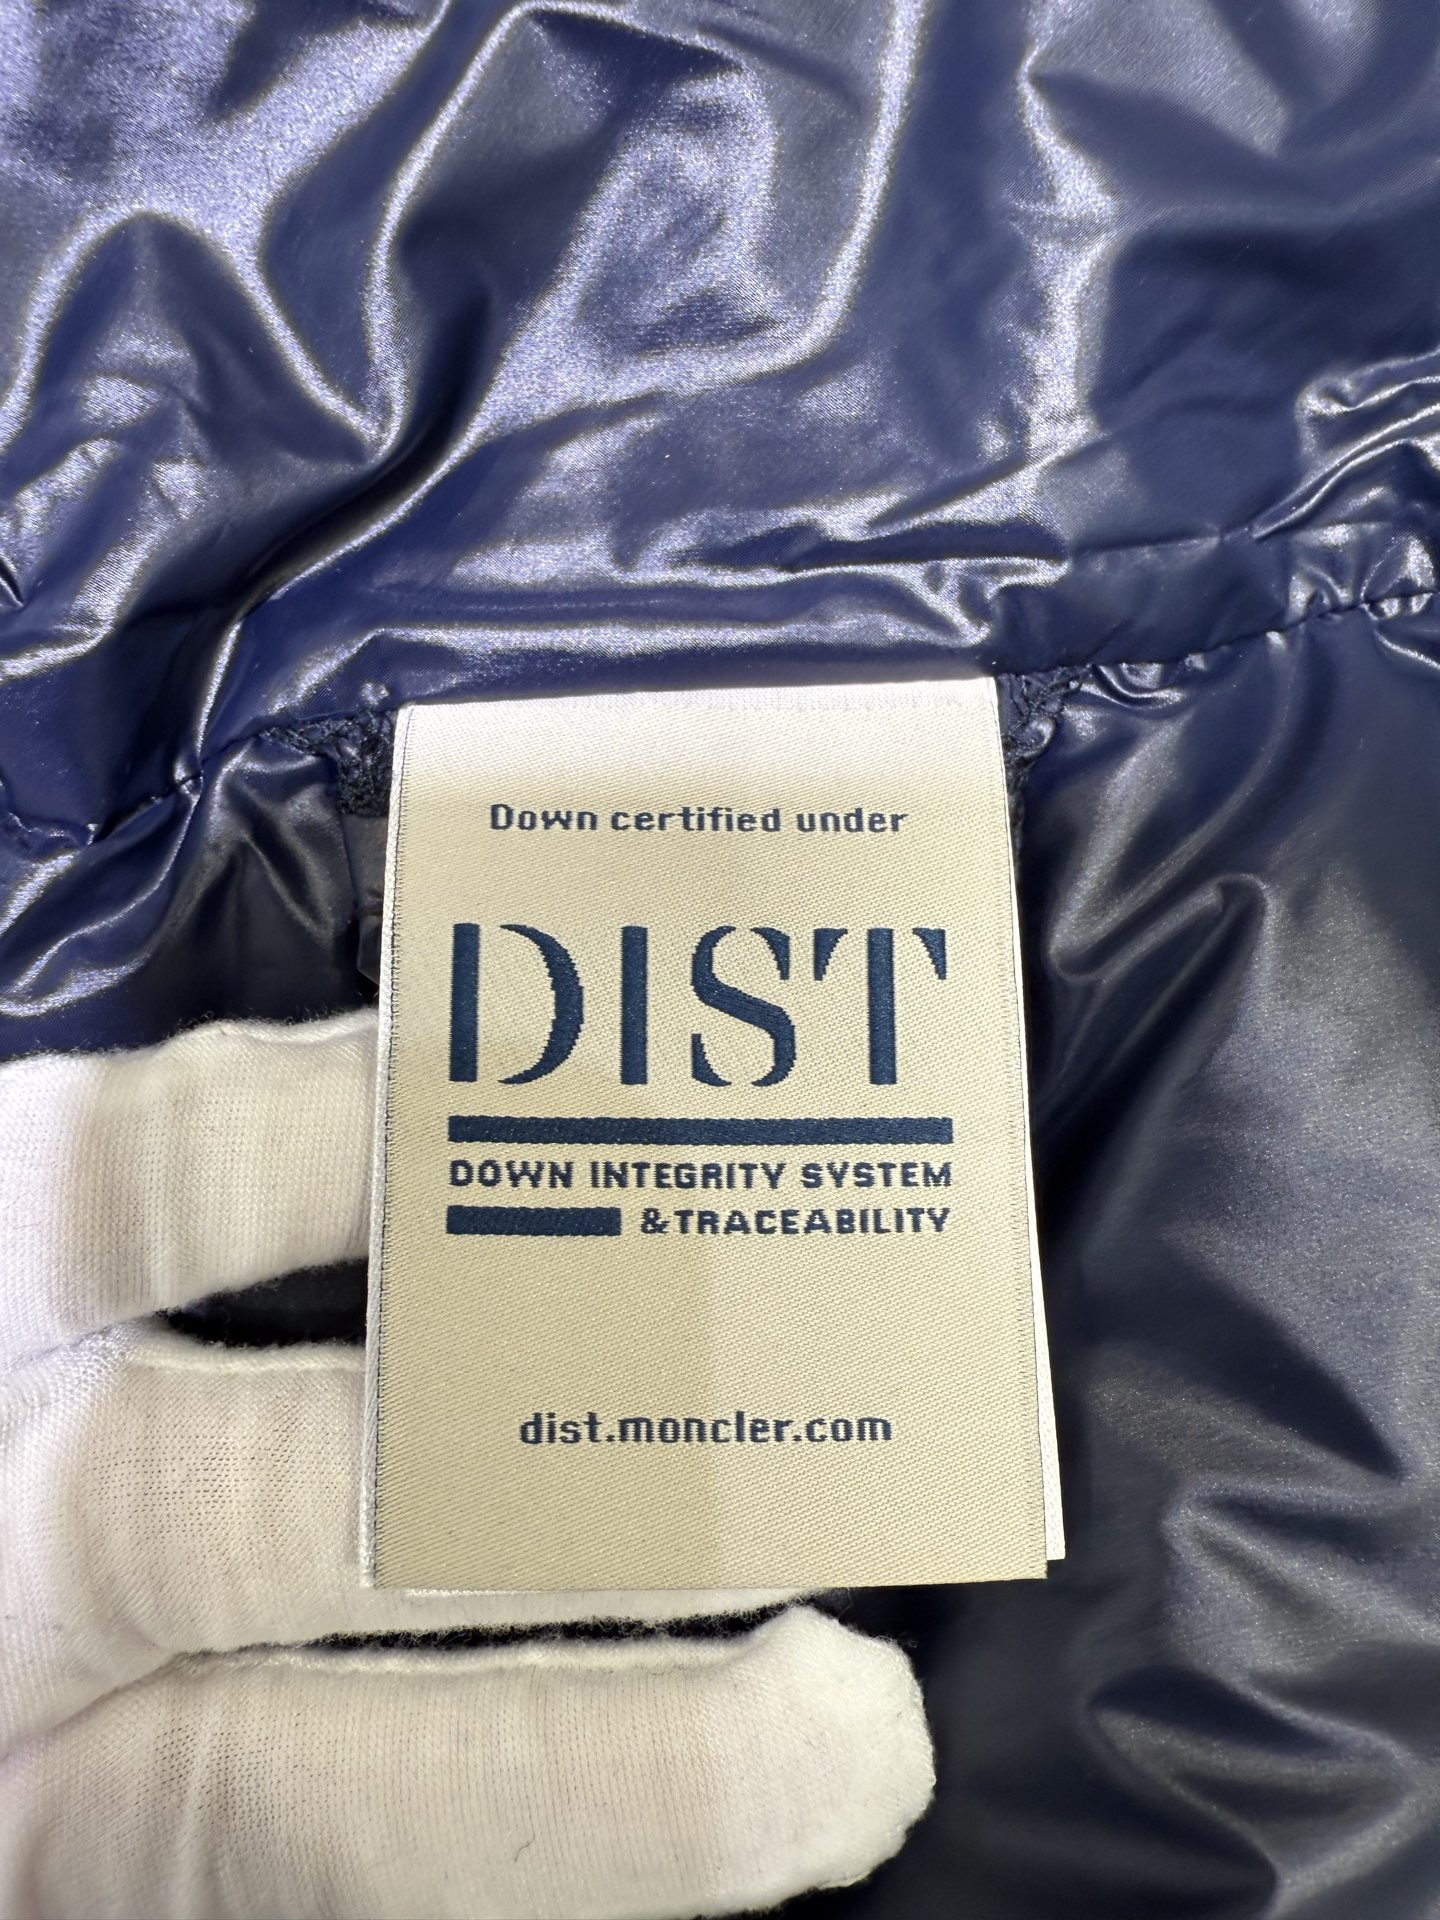 Down certified under
DIST
DOWN INTEGRITY SYSTEM
& TRACEABILITY
dist.moncler.com